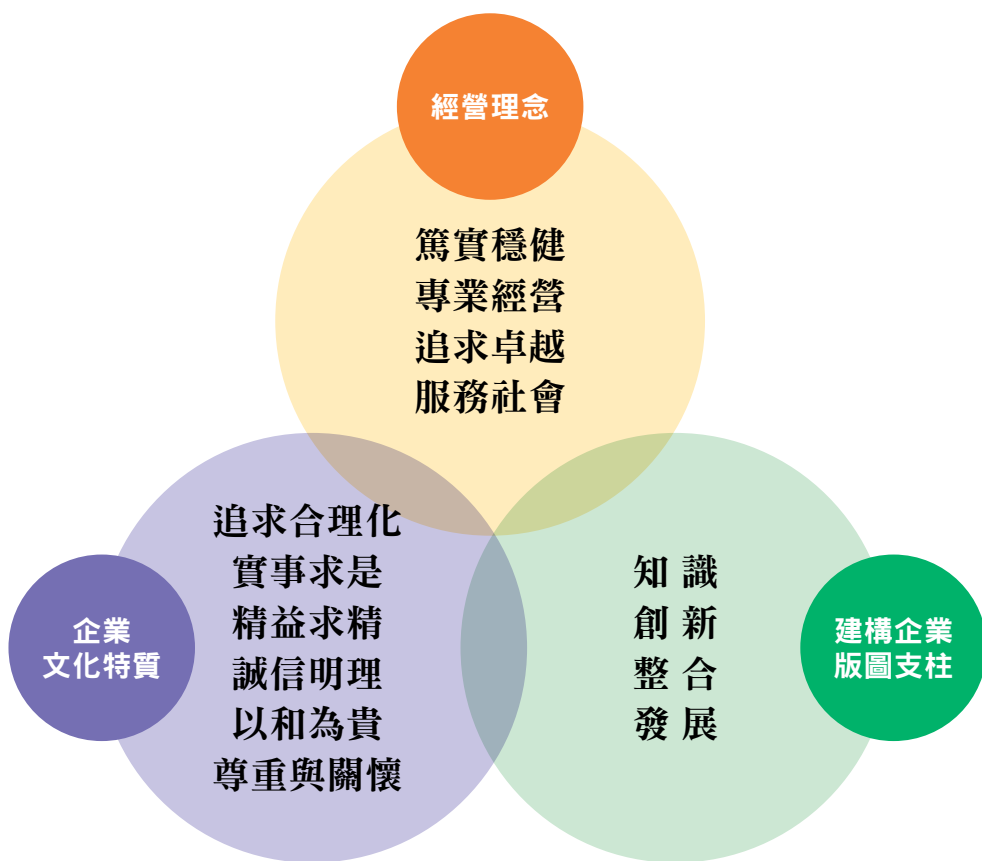 經營理念
篤實穩健
專業經營
追求卓越
服務社會
企業
文化特質
追求合理化
實事求是
精益求精
誠信明理
以和為貴
尊重與關懷
知識
創新
整合
發展
建構企業
版圖支柱